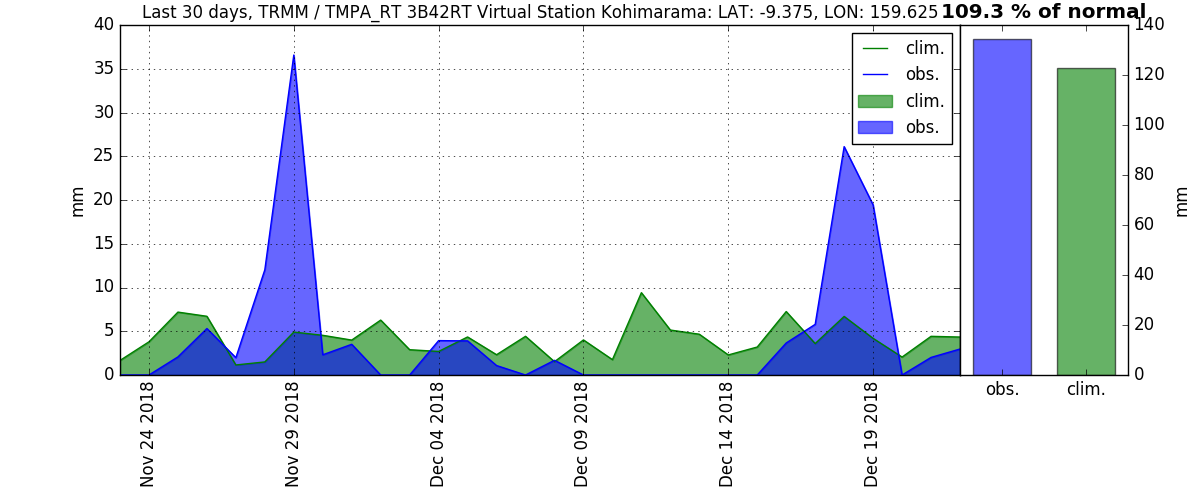 Last 30 days, TRMM / TMPA_RT 3B42RT Virtual Station Kohimarama: LAT: -9.375, LON: 159.625
109.3 % of normal
40
35
30
25
20
15
10
5
0
mm
clim.
obs.
clim.
obs.
140
120
100
80
60
40
20
0
mm
Nov 24 2018
Nov 29 2018
Dec 04 2018
Dec 09 2018
Dec 14 2018
Dec 19 2018
obs.
clim.